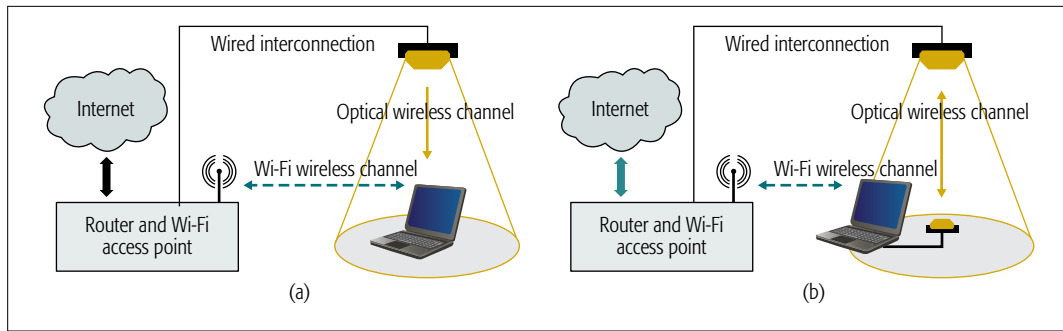 Wired interconnection
Internet
Optical wireless channel
Wi-Fi wireless channel
Router and Wi-Fi
access point
(a)
Wired interconnection
Internet
Optical wireless channel
Wi-Fi wireless channel
Router and Wi-Fi
access point
(b)